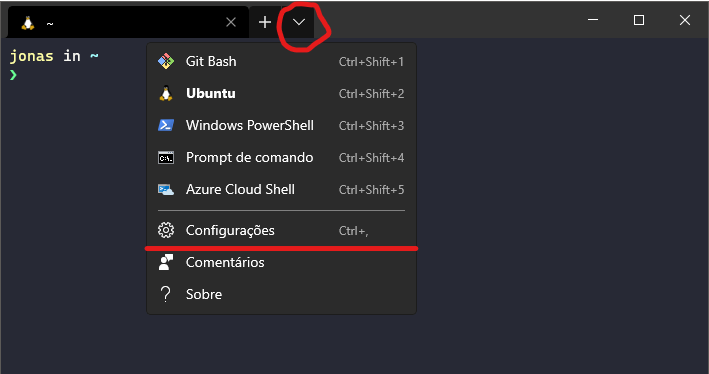 ~
jonas in ~
❯
Git Bash Ctrl+Shift+1
Ubuntu Ctrl+Shift+2
Windows PowerShell Ctrl+Shift+3
Prompt de comando Ctrl+Shift+4
Azure Cloud Shell Ctrl+Shift+5
Configurações Ctrl+,
Comentários
Sobre